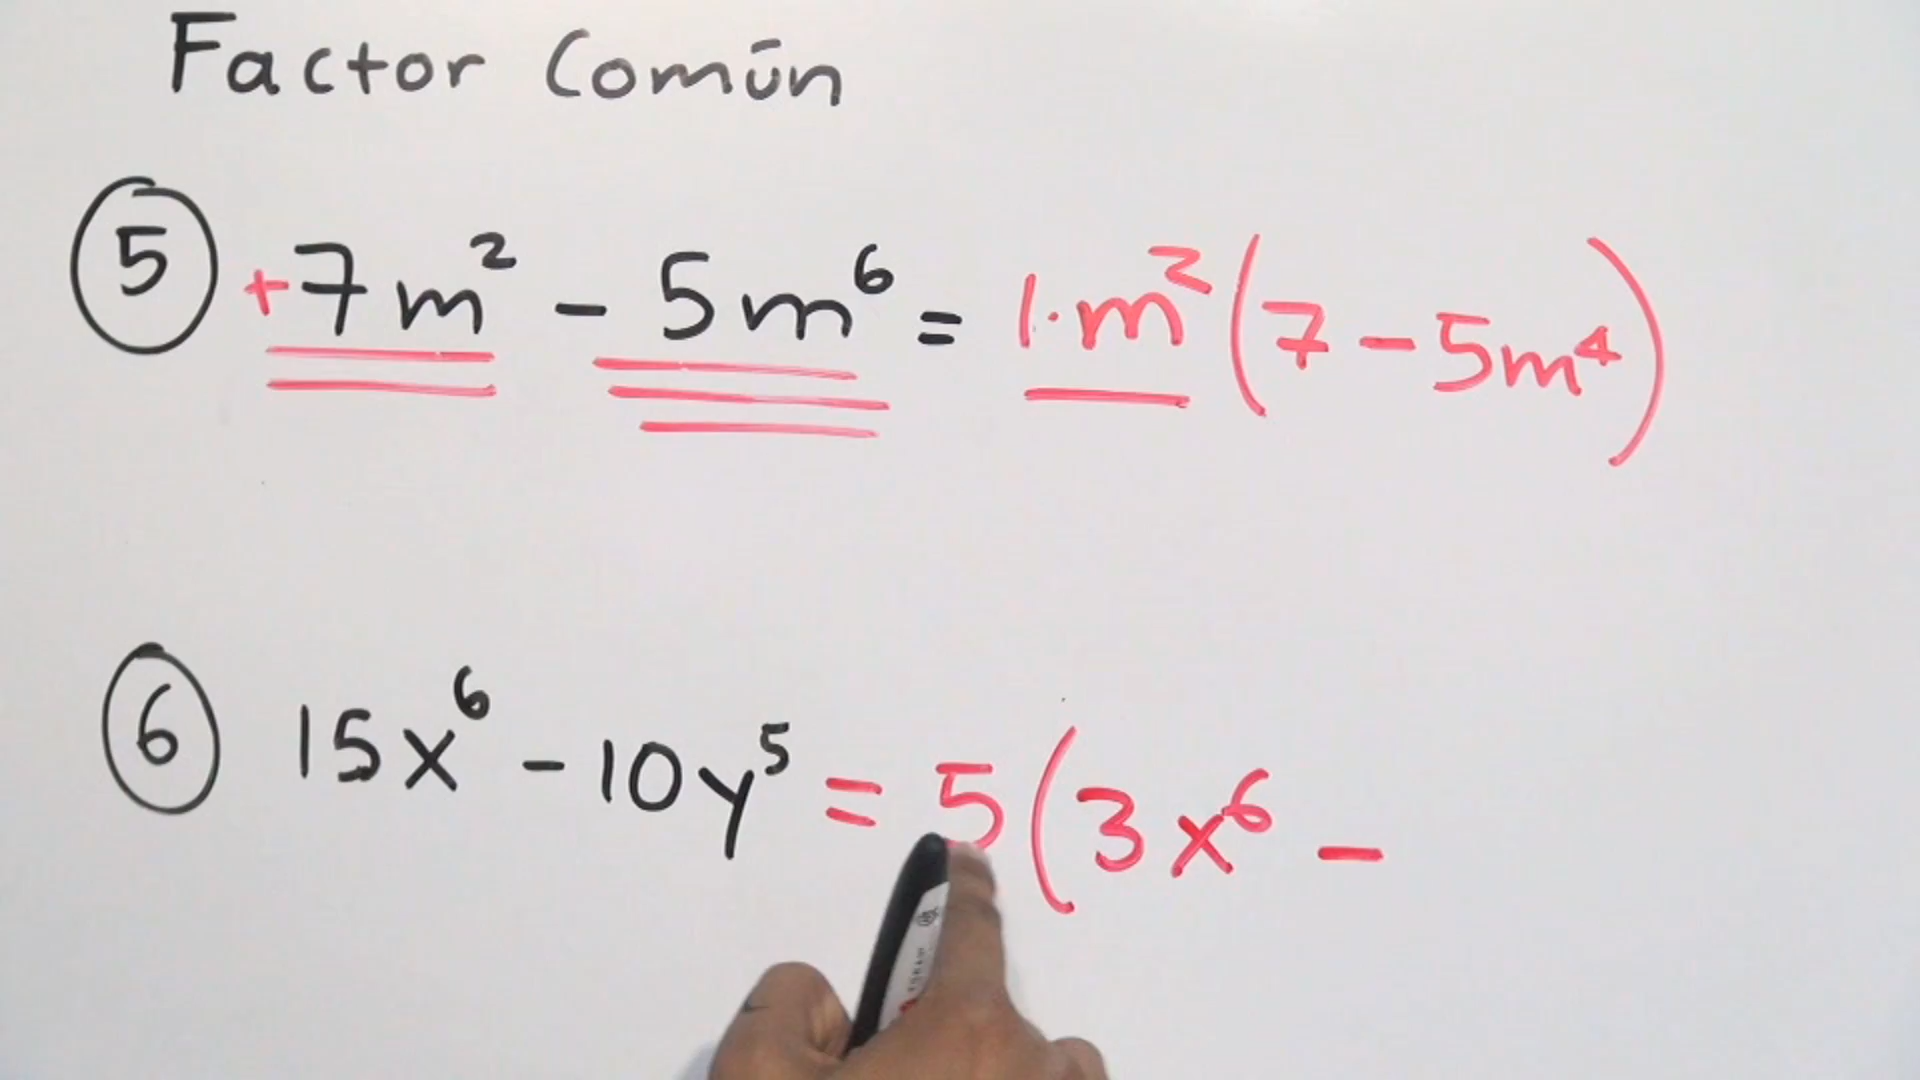 Factor Común
5 +7m² - 5m⁶ = 1·m²(7 - 5m⁴)
6 15x⁶ - 10y⁵ = 5(3x⁶ -